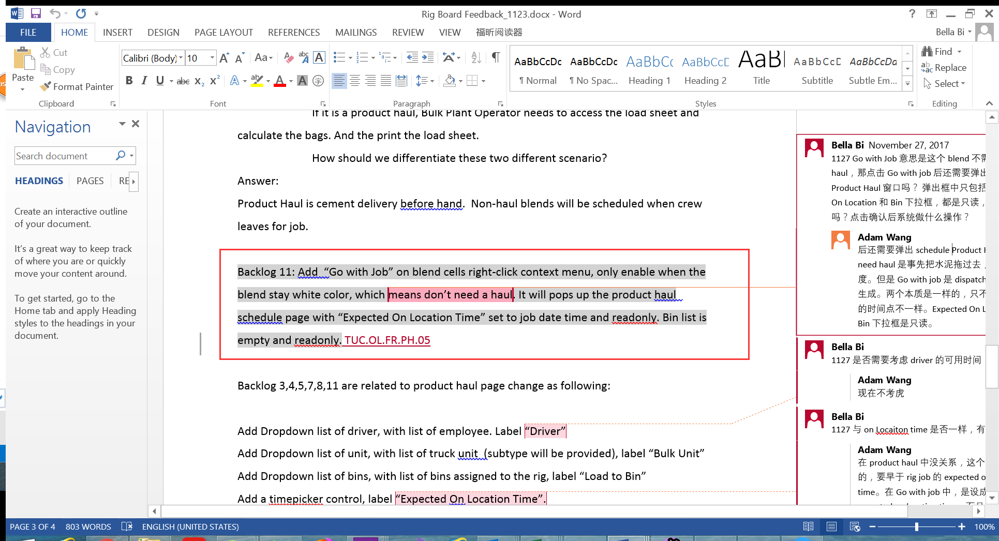 Rig Board Feedback_1123.docx - Word
FILE HOME INSERT DESIGN PAGE LAYOUT REFERENCES MAILINGS REVIEW VIEW 福昕阅读器
Bella Bi
Paste
Cut
Copy
Format Painter
Clipboard
Calibri (Body) 10
Font
Paragraph
AaBbCcDc AaBbCcDc AaBbCc AaBbCcD AaBl AaBbCcD AaBbCcDa
¶ Normal ¶ No Spac... Heading 1 Heading 2 Title Subtitle Subtle Em...
Styles
Find
Replace
Select
Editing
Navigation
Search document
HEADINGS PAGES RE
Create an interactive outline
of your document.
It's a great way to keep track
of where you are or quickly
move your content around.
To get started, go to the
Home tab and apply Heading
styles to the headings in your
document.
If it is a product haul, Bulk Plant Operator needs to access the load sheet and
calculate the bags. And the print the load sheet.
How should we differentiate these two different scenario?
Answer:
Product Haul is cement delivery before hand.  Non-haul blends will be scheduled when crew
leaves for job.
Backlog 11: Add  “Go with Job” on blend cells right-click context menu, only enable when the
blend stay white color, which means don’t need a haul. It will pops up the product haul
schedule page with “Expected On Location Time” set to job date time and readonly. Bin list is
empty and readonly. TUC.OL.FR.PH.05
Backlog 3,4,5,7,8,11 are related to product haul page change as following:
Add Dropdown list of driver, with list of employee. Label “Driver”
Add Dropdown list of unit, with list of truck unit  (subtype will be provided), label “Bulk Unit”
Add Dropdown list of bins, with list of bins assigned to the rig, label “Load to Bin”
Add a timepicker control, label “Expected On Location Time”.
Bella Bi November 27, 2017
1127 Go with Job 意思是这个 blend 不需
haul，那点击 Go with job 后还需要弹出
Product Haul 窗口吗？ 弹出框中只包括
On Location 和 Bin 下拉框，都是只读，
吗？点击确认后系统做什么操作？
Adam Wang
后还需要弹出 schedule Product H
need haul 是事先把水泥拖过去，
度。但是 Go with job 是 dispatch
生成。两个本质是一样的，只不
的时间点不一样。Expected On L
Bin 下拉框是只读。
Bella Bi
1127 是否需要考虑 driver 的可用时间
Adam Wang
现在不考虎
Bella Bi
1127 与 on Locaiton time 是否一样，有
Adam Wang
在 product haul 中没关系，这个
的，要早于 rig job 的 expected o
time。在 Go with job 中，是设成
PAGE 3 OF 4 803 WORDS ENGLISH (UNITED STATES) 100%